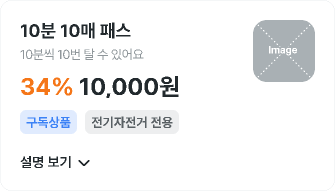 10분 10매 패스
10분씩 10번 탈 수 있어요
34% 10,000원
구독상품 전기자전거 전용
설명 보기
Image